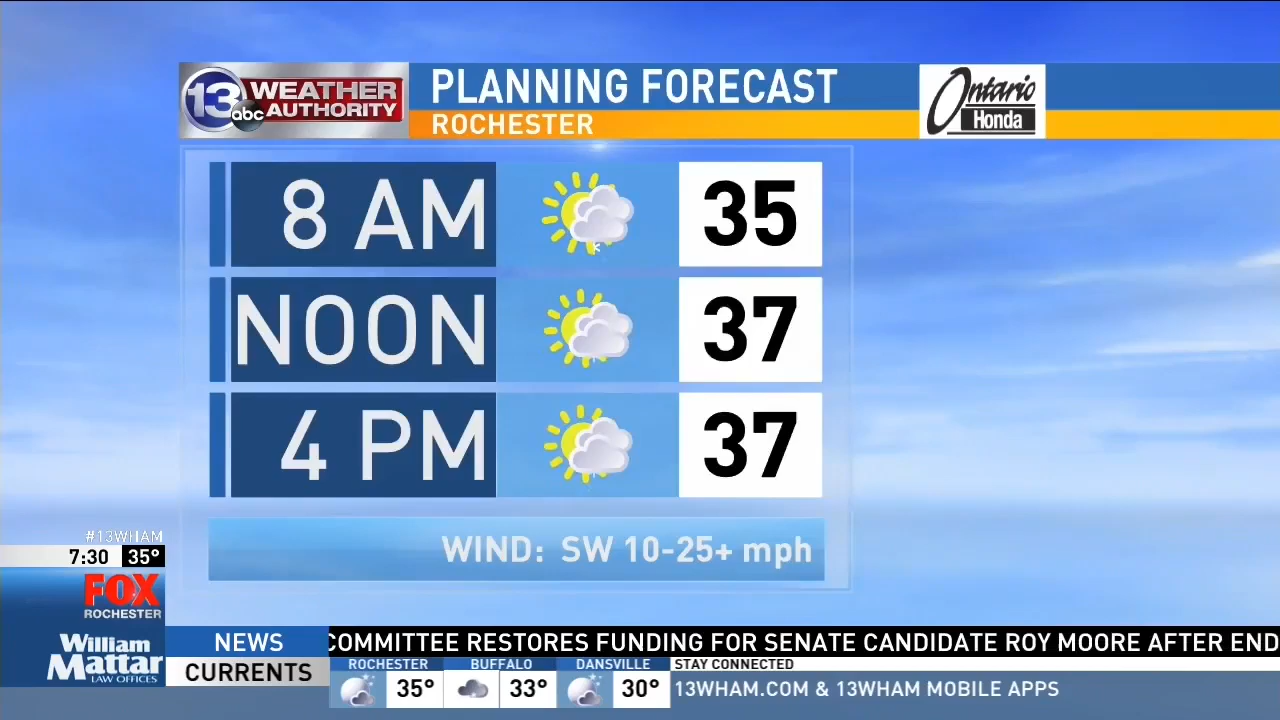 13 WEATHER
abc AUTHORITY
PLANNING FORECAST
ROCHESTER
Ontario
Honda
8 AM
35
NOON
37
4 PM
37
WIND: SW 10-25+ mph
#13WHAM
7:30 35°
FOX
ROCHESTER
William
Mattar
LAW OFFICES
NEWS
COMMITTEE RESTORES FUNDING FOR SENATE CANDIDATE ROY MOORE AFTER END
CURRENTS
ROCHESTER
35°
BUFFALO
33°
DANSVILLE
30°
STAY CONNECTED
13WHAM.COM & 13WHAM MOBILE APPS